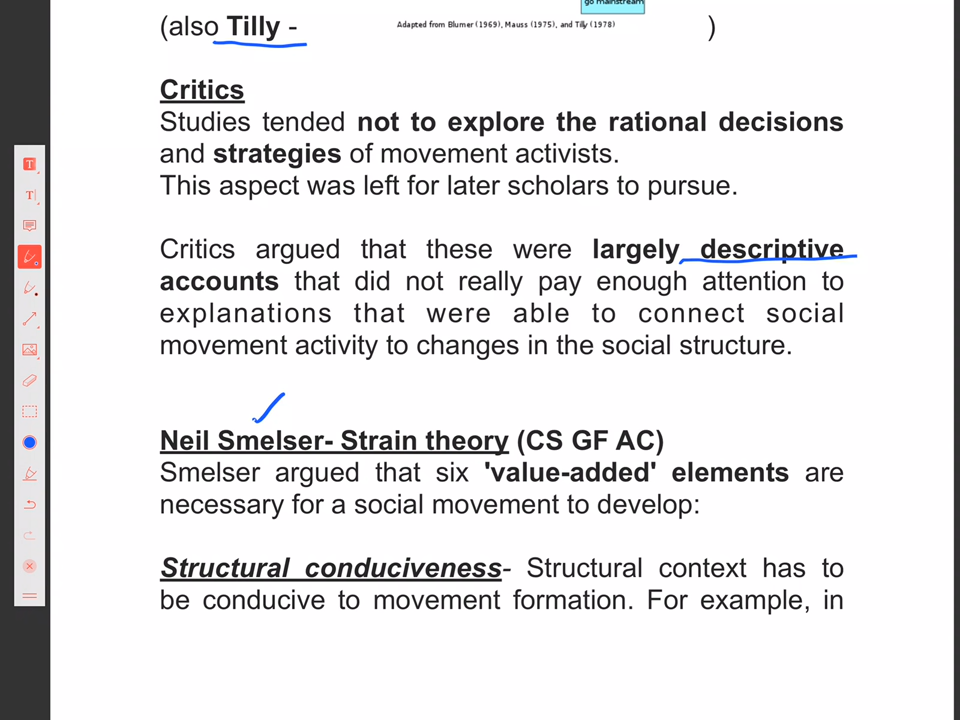 go mainstream
(also Tilly - Adapted from Blumer (1969), Mauss (1975), and Tilly (1978) )
Critics
Studies tended not to explore the rational decisions
and strategies of movement activists.
This aspect was left for later scholars to pursue.
Critics argued that these were largely descriptive
accounts that did not really pay enough attention to
explanations that were able to connect social
movement activity to changes in the social structure.
Neil Smelser- Strain theory (CS GF AC)
Smelser argued that six 'value-added' elements are
necessary for a social movement to develop:
Structural conduciveness- Structural context has to
be conducive to movement formation. For example, in